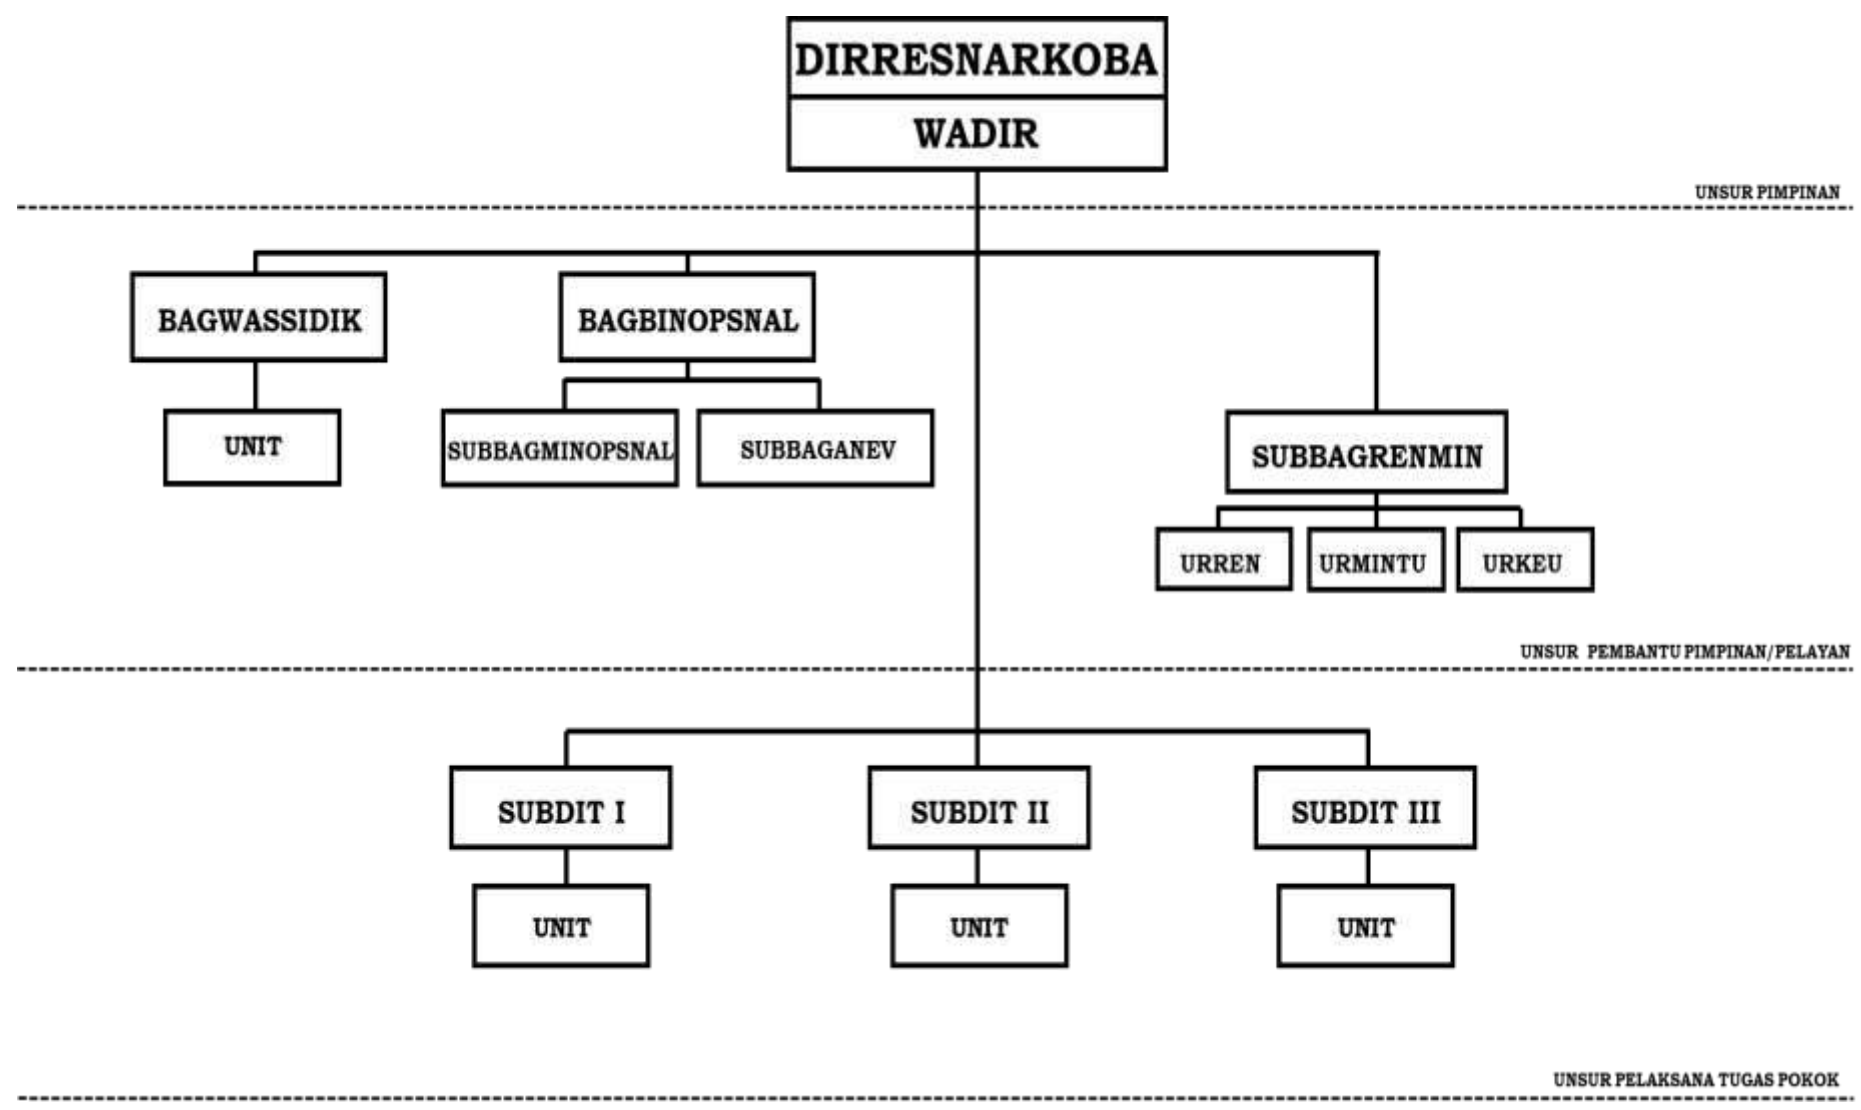 DIRRESNARKOBA
WADIR
UNSUR PIMPINAN
BAGWASSIDIK
BAGBINOPSNAL
UNIT
SUBBAGMINOPSNAL
SUBBAGANEV
SUBBAGRENMIN
URREN
URMINTU
URKEU
UNSUR PEMBANTU PIMPINAN/PELAYAN
SUBDIT I
SUBDIT II
SUBDIT III
UNIT
UNIT
UNIT
UNSUR PELAKSANA TUGAS POKOK